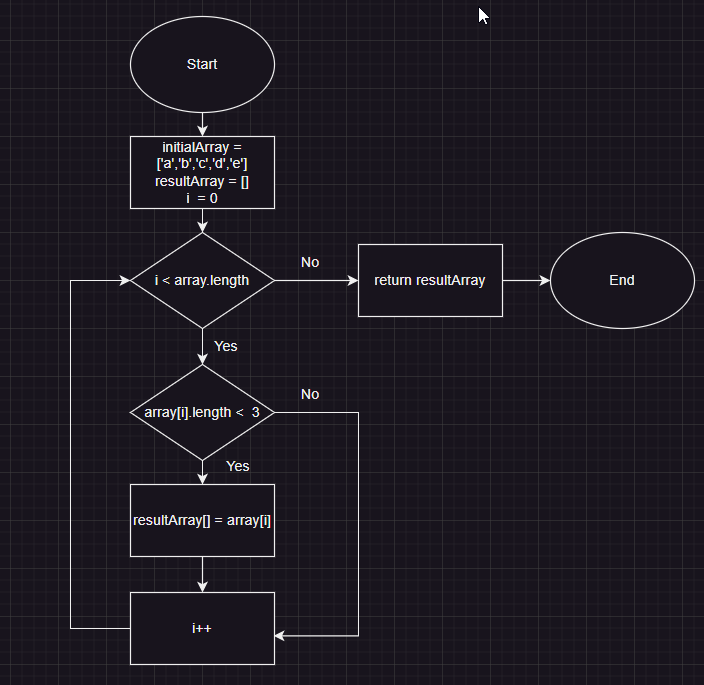 Start
initialArray =
['a','b','c','d','e']
resultArray = []
i  = 0
i < array.length
No
return resultArray
End
Yes
array[i].length <  3
No
Yes
resultArray[] = array[i]
i++